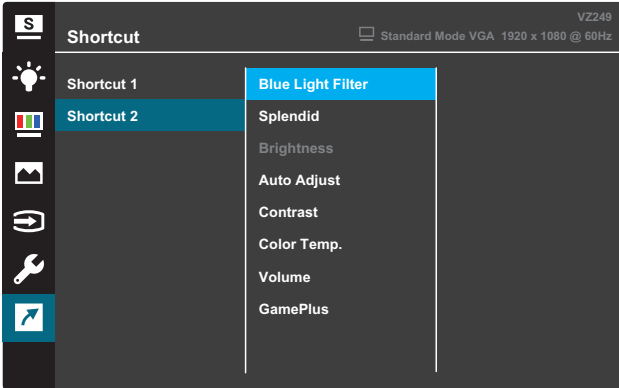 S
VZ249
Shortcut
Standard Mode VGA 1920 x 1080 @ 60Hz
Shortcut 1
Shortcut 2
Blue Light Filter
Splendid
Brightness
Auto Adjust
Contrast
Color Temp.
Volume
GamePlus